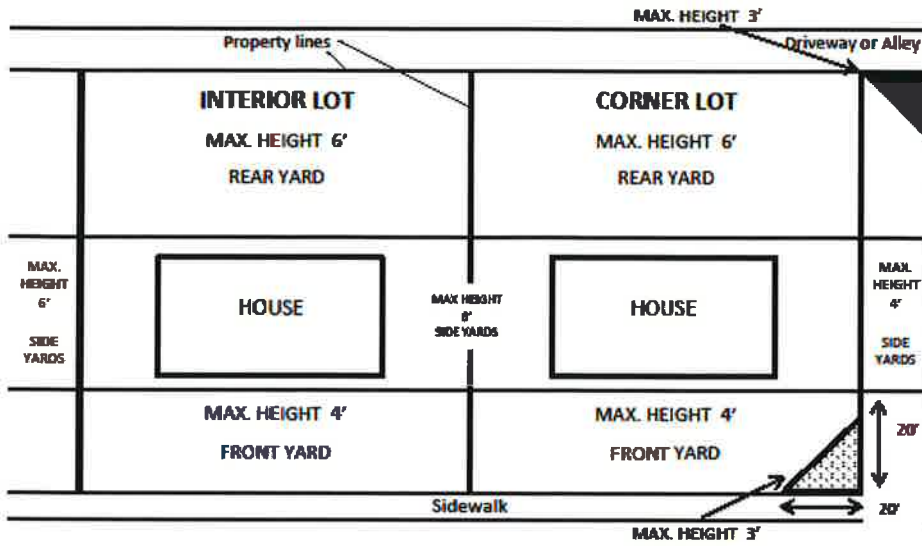 MAX. HEIGHT 3'
Property lines
Driveway or Alley
INTERIOR LOT
MAX. HEIGHT 6'
REAR YARD
CORNER LOT
MAX. HEIGHT 6'
REAR YARD
MAX.
HEIGHT
6'
SIDE
YARDS
HOUSE
MAX HEIGHT
SIDE YARDS
HOUSE
MAX.
HEIGHT
4'
SIDE
YARDS
MAX. HEIGHT 4'
FRONT YARD
MAX. HEIGHT 4'
FRONT YARD
20'
Sidewalk
20'
MAX. HEIGHT 3'